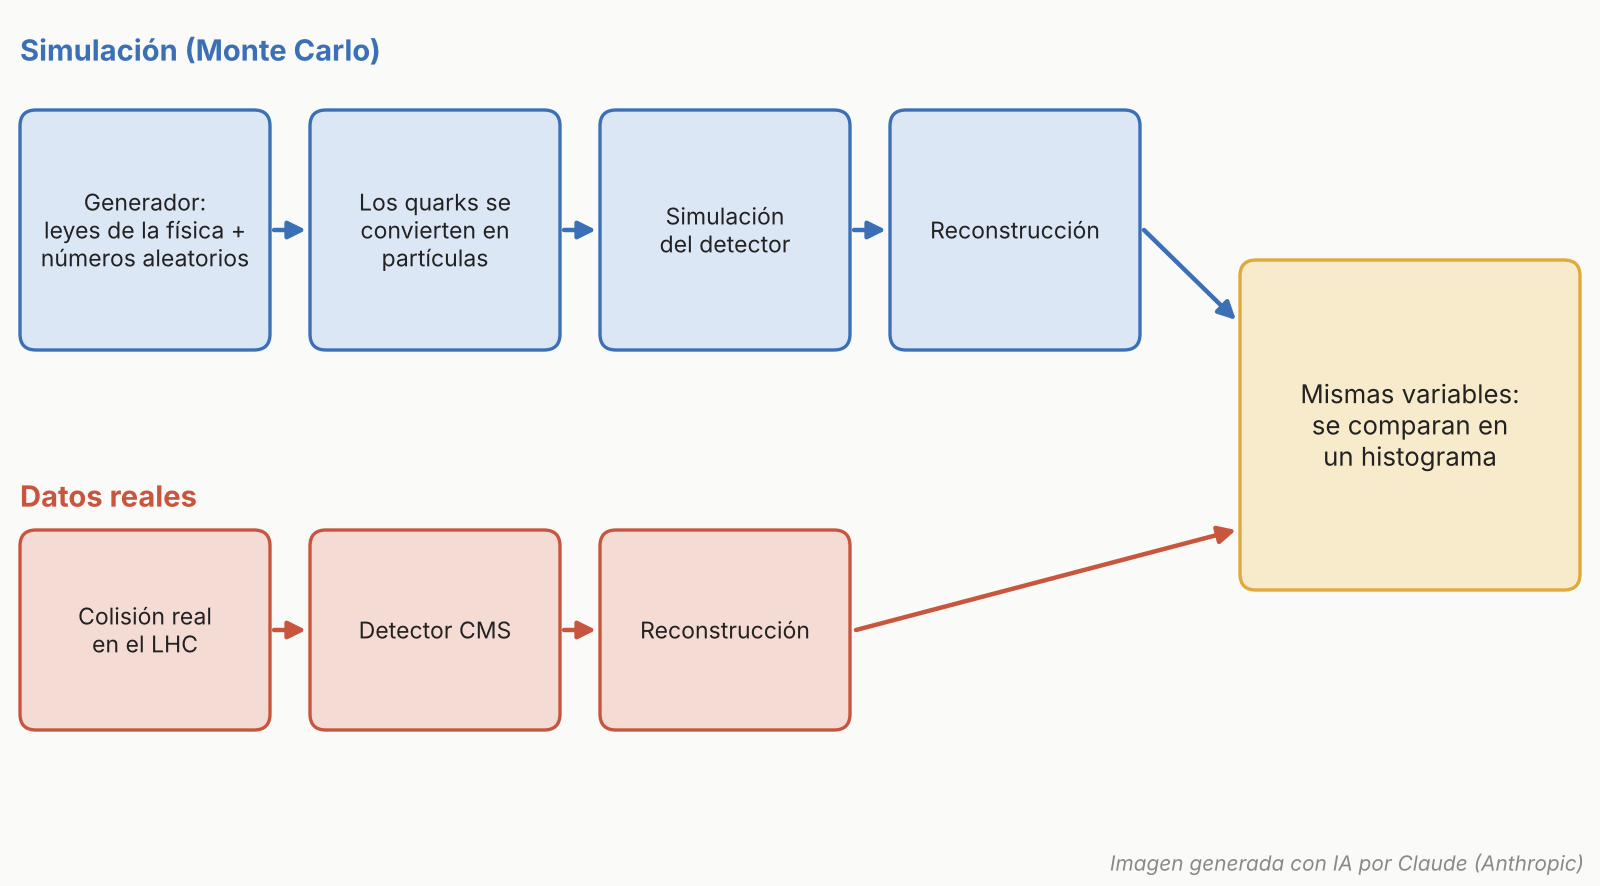 Simulación (Monte Carlo)
Generador:
leyes de la física +
números aleatorios
Los quarks se
convierten en
partículas
Simulación
del detector
Reconstrucción
Mismas variables:
se comparan en
un histograma
Datos reales
Colisión real
en el LHC
Detector CMS
Reconstrucción
Imagen generada con IA por Claude (Anthropic)